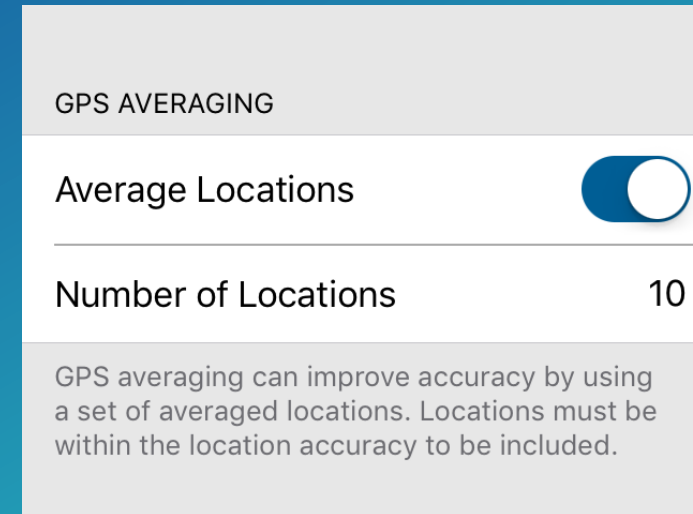 GPS AVERAGING
Average Locations
Number of Locations 10
GPS averaging can improve accuracy by using
a set of averaged locations. Locations must be
within the location accuracy to be included.